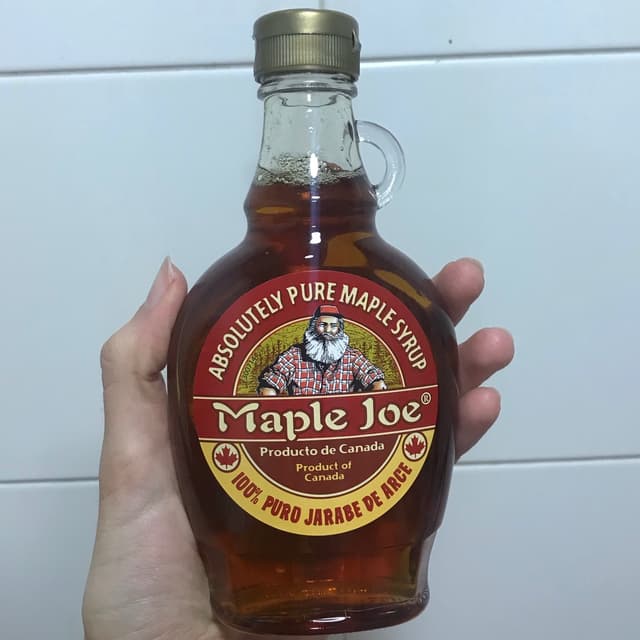 ABSOLUTELY PURE MAPLE SYRUP
Maple Joe®
Producto de Canada
Product of
Canada
100% PURO JARABE DE ARCE